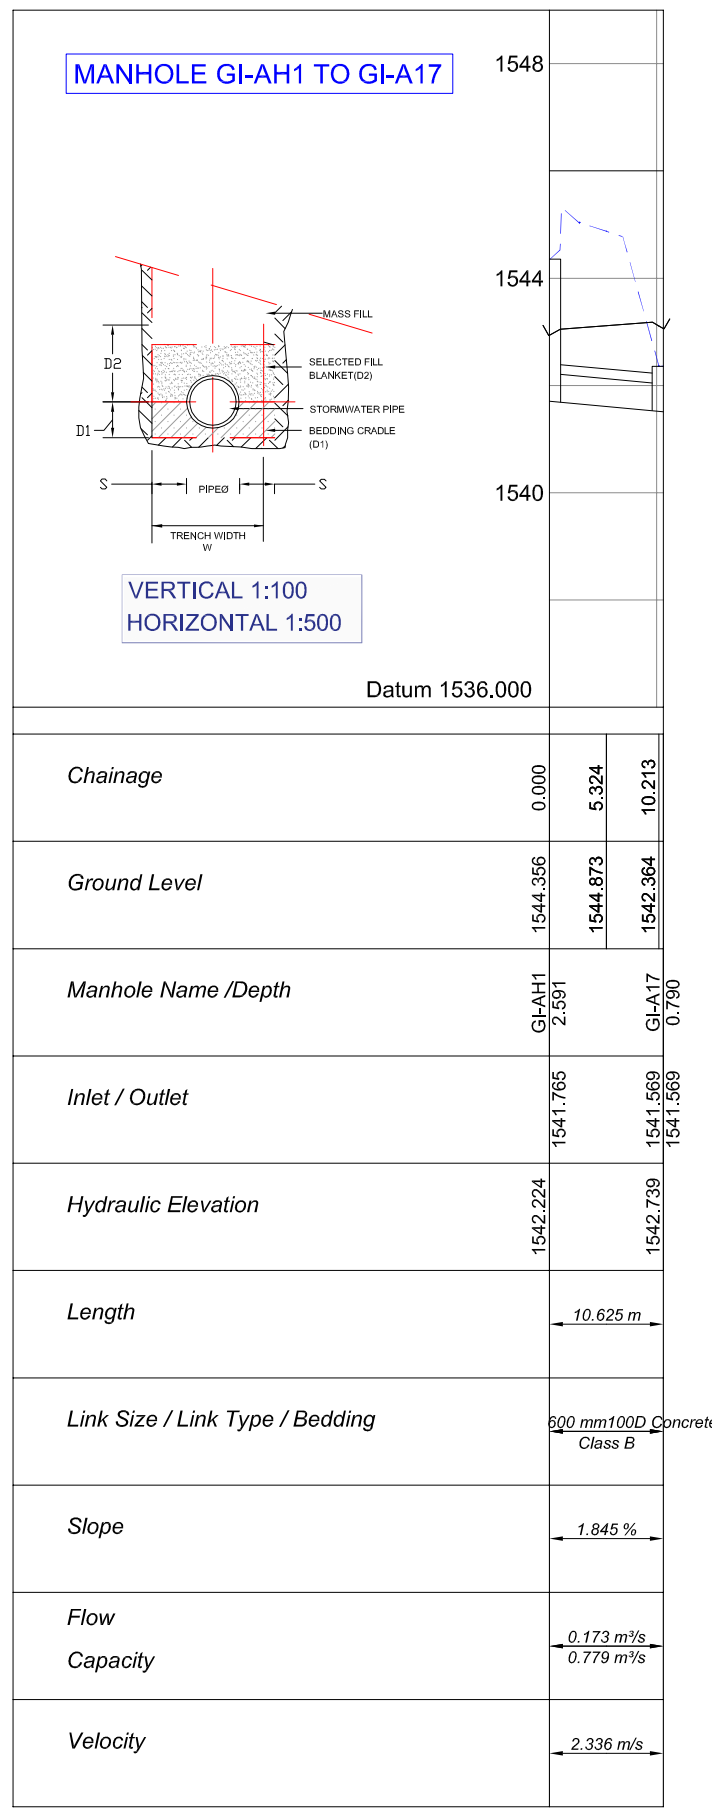 MANHOLE GI-AH1 TO GI-A17
1548
1544
1540
MASS FILL
SELECTED FILL
BLANKET(D2)
STORMWATER PIPE
BEDDING CRADLE
(D1)
D2
D1
S
PIPEØ
S
TRENCH WIDTH
W
VERTICAL 1:100
HORIZONTAL 1:500
Datum 1536.000
Chainage
0.000
5.324
10.213
Ground Level
1544.356
1544.873
1542.364
Manhole Name /Depth
GI-AH1
2.591
GI-A17
0.790
Inlet / Outlet
1541.765
1541.569
1541.569
Hydraulic Elevation
1542.224
1542.739
Length
10.625 m
Link Size / Link Type / Bedding
600 mm100D Concrete
Class B
Slope
1.845 %
Flow
Capacity
0.173 m³/s
0.779 m³/s
Velocity
2.336 m/s